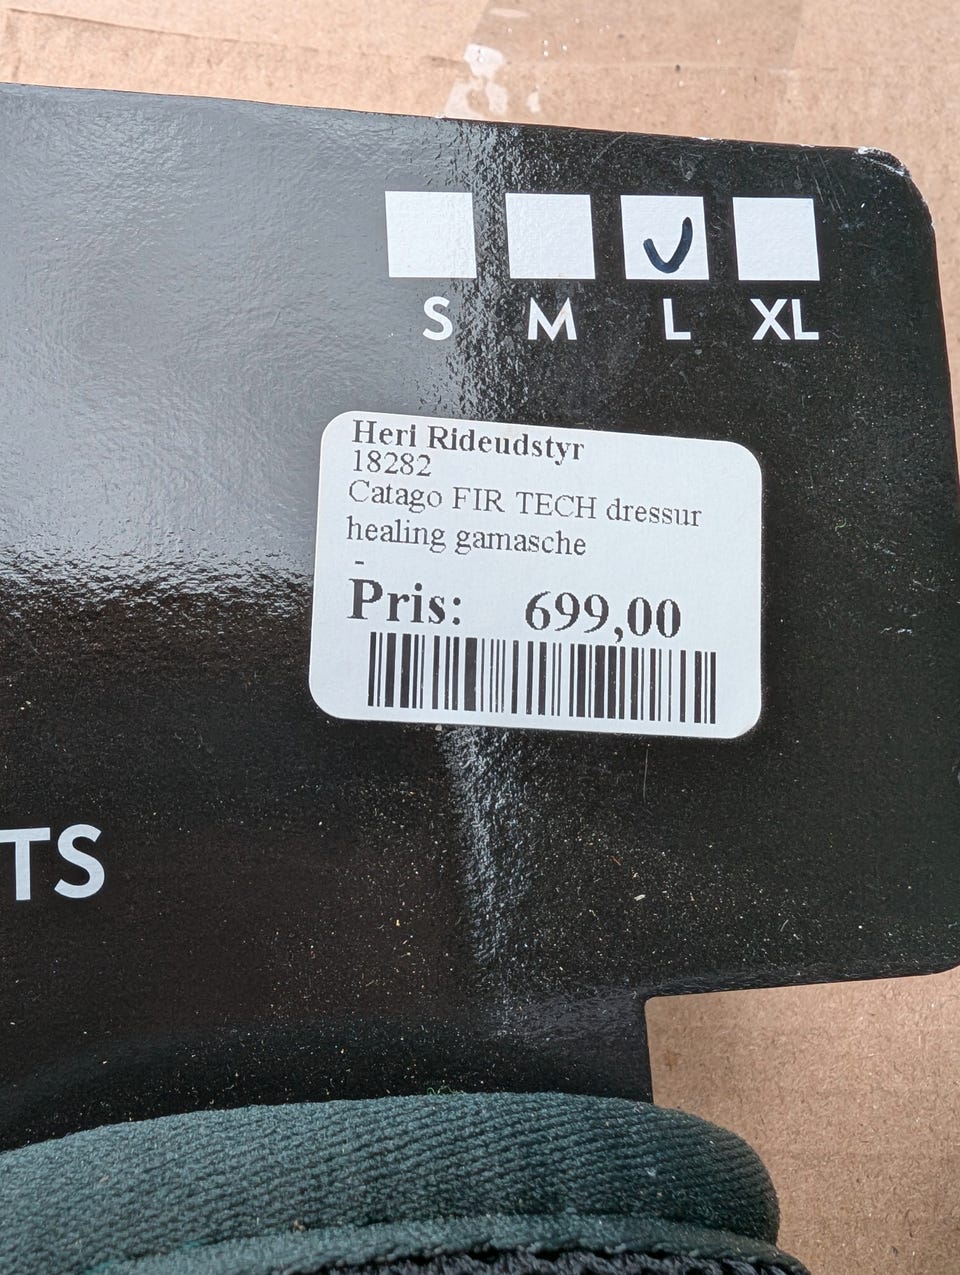 S M L XL
Heri Rideudstyr
18282
Catago FIR TECH dressur
healing gamasche
-
Pris: 699,00
TS